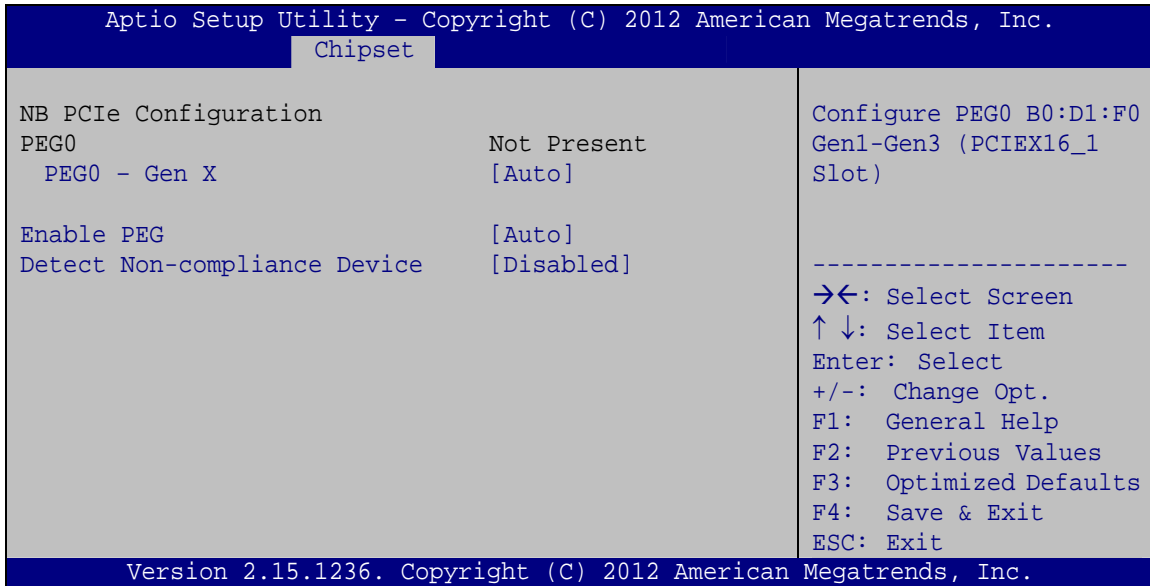 Aptio Setup Utility – Copyright (C) 2012 American Megatrends, Inc.
Chipset
NB PCIe Configuration
PEG0 Not Present
PEG0 – Gen X [Auto]
Enable PEG [Auto]
Detect Non-compliance Device [Disabled]
Configure PEG0 B0:D1:F0
Gen1-Gen3 (PCIEX16_1
Slot)
----------------------
→←: Select Screen
↑ ↓: Select Item
Enter: Select
+/-: Change Opt.
F1: General Help
F2: Previous Values
F3: Optimized Defaults
F4: Save & Exit
ESC: Exit
Version 2.15.1236. Copyright (C) 2012 American Megatrends, Inc.